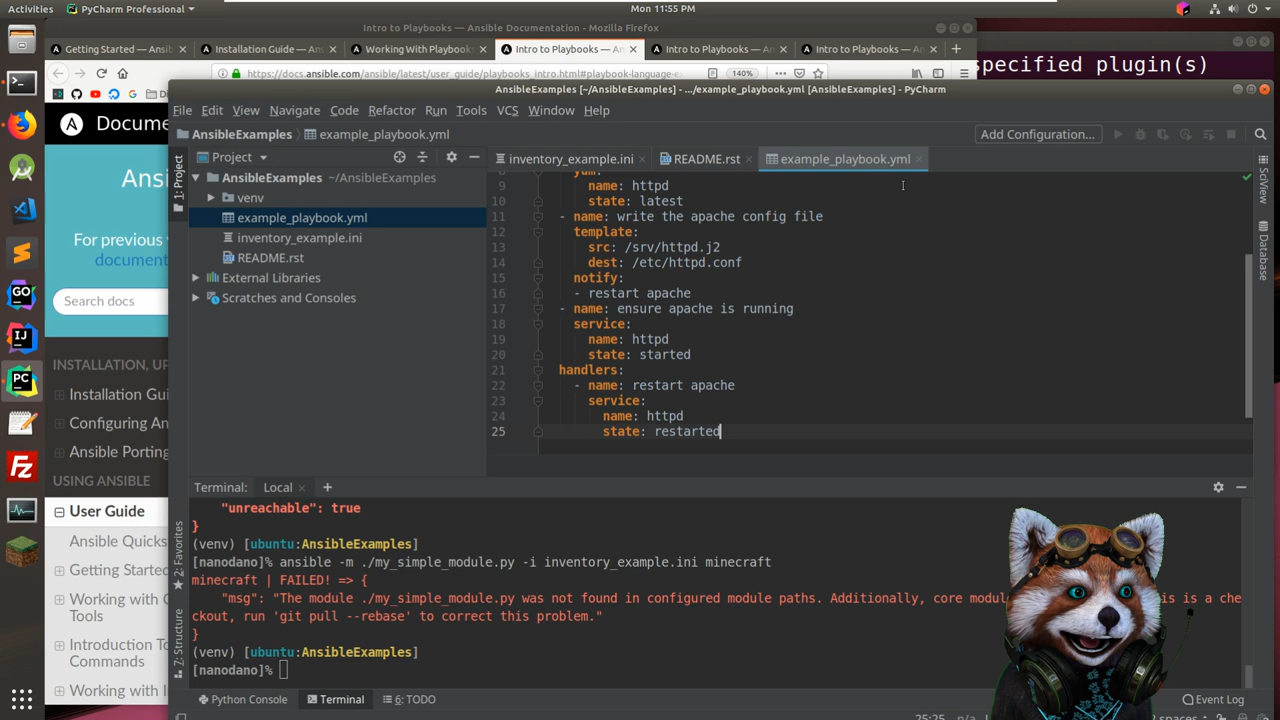 Activities PyCharm Professional Mon 11:55 PM
Intro to Playbooks — Ansible Documentation - Mozilla Firefox
Getting Started — Ansib Installation Guide — An Working With Playbook Intro to Playbooks — An Intro to Playbooks — An Intro to Playbooks — An
https://docs.ansible.com/ansible/latest/user_guide/playbooks_intro.html#playbook-language-e 140%
specified plugin(s)
AnsibleExamples [~/AnsibleExamples] - .../example_playbook.yml [AnsibleExamples] - PyCharm
File Edit View Navigate Code Refactor Run Tools VCS Window Help
AnsibleExamples example_playbook.yml Add Configuration...
Docume
Ansi
For previous v
document
Search docs
INSTALLATION, U
Installation Gui
Configuring An
Ansible Porting
USING ANSIBLE
User Guide
Ansible Quicks
Getting Started
Working with C
Tools
Introduction To
Commands
Working with I
1: Project
Project
AnsibleExamples ~/AnsibleExamples
venv
example_playbook.yml
inventory_example.ini
README.rst
External Libraries
Scratches and Consoles
inventory_example.ini README.rst example_playbook.yml
8 yum:
9 name: httpd
10 state: latest
11 - name: write the apache config file
12 template:
13 src: /srv/httpd.j2
14 dest: /etc/httpd.conf
15 notify:
16 - restart apache
17 - name: ensure apache is running
18 service:
19 name: httpd
20 state: started
21 handlers:
22 - name: restart apache
23 service:
24 name: httpd
25 state: restarted
SciView
Database
Terminal: Local
2: Favorites
7: Structure
"unreachable": true
}
(venv) [ubuntu:AnsibleExamples]
[nanodano]% ansible -m ./my_simple_module.py -i inventory_example.ini minecraft
minecraft | FAILED! => {
"msg": "The module ./my_simple_module.py was not found in configured module paths. Additionally, core modu is is a che
ckout, run 'git pull --rebase' to correct this problem."
}
(venv) [ubuntu:AnsibleExamples]
[nanodano]%
Python Console Terminal 6: TODO Event Log
25:25 n/a spaces